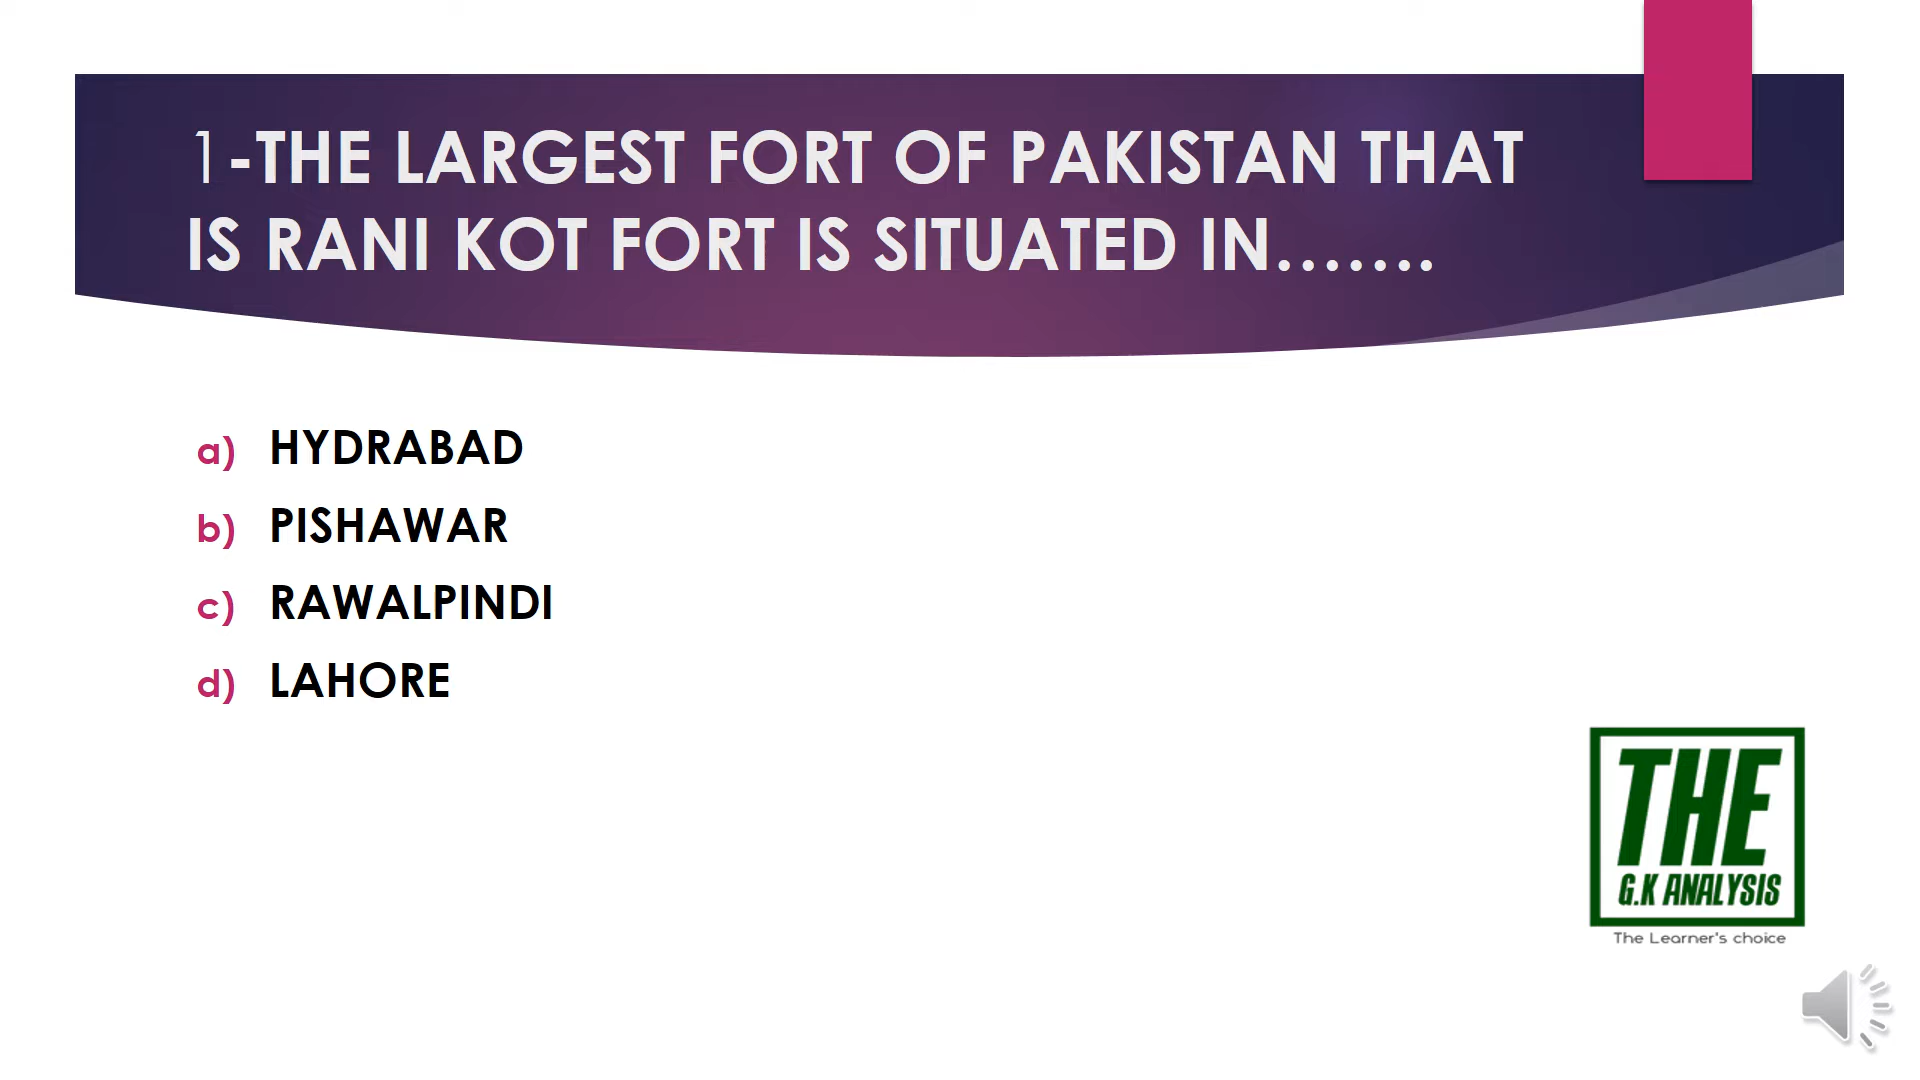 1-THE LARGEST FORT OF PAKISTAN THAT
IS RANI KOT FORT IS SITUATED IN.......
a) HYDRABAD
b) PISHAWAR
c) RAWALPINDI
d) LAHORE
THE
G.K ANALYSIS
The Learner's choice